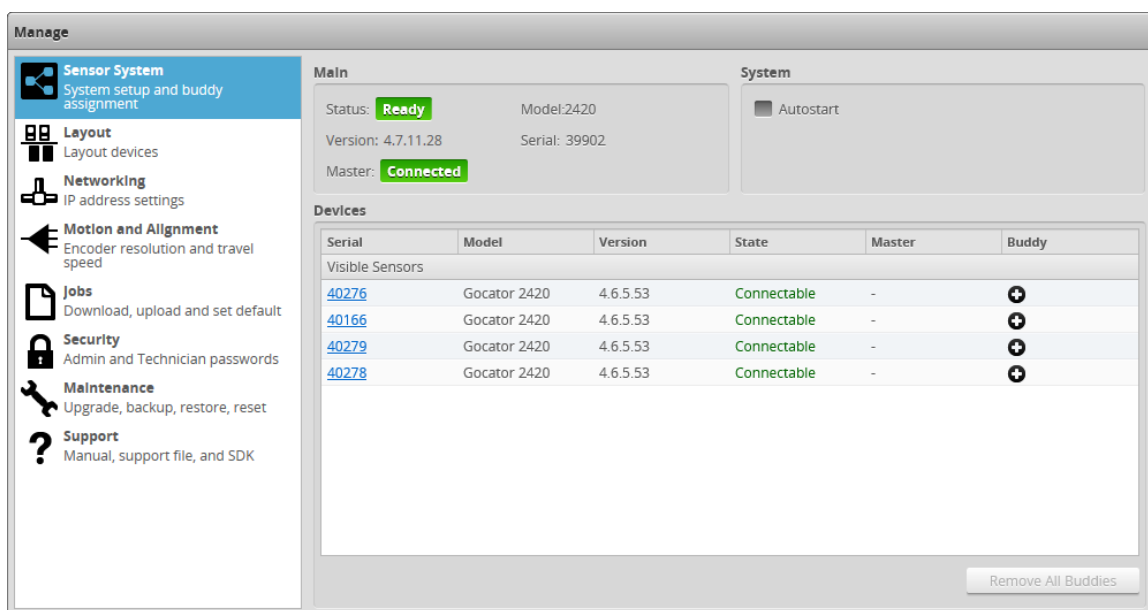 Manage
Sensor System
System setup and buddy
assignment
Layout
Layout devices
Networking
IP address settings
Motion and Alignment
Encoder resolution and travel
speed
Jobs
Download, upload and set default
Security
Admin and Technician passwords
Maintenance
Upgrade, backup, restore, reset
Support
Manual, support file, and SDK
Main
Status: Ready Model:2420
Version: 4.7.11.28 Serial: 39902
Master: Connected
System
Autostart
Devices
Serial Model Version State Master Buddy
Visible Sensors
40276 Gocator 2420 4.6.5.53 Connectable -
40166 Gocator 2420 4.6.5.53 Connectable -
40279 Gocator 2420 4.6.5.53 Connectable -
40278 Gocator 2420 4.6.5.53 Connectable -
Remove All Buddies